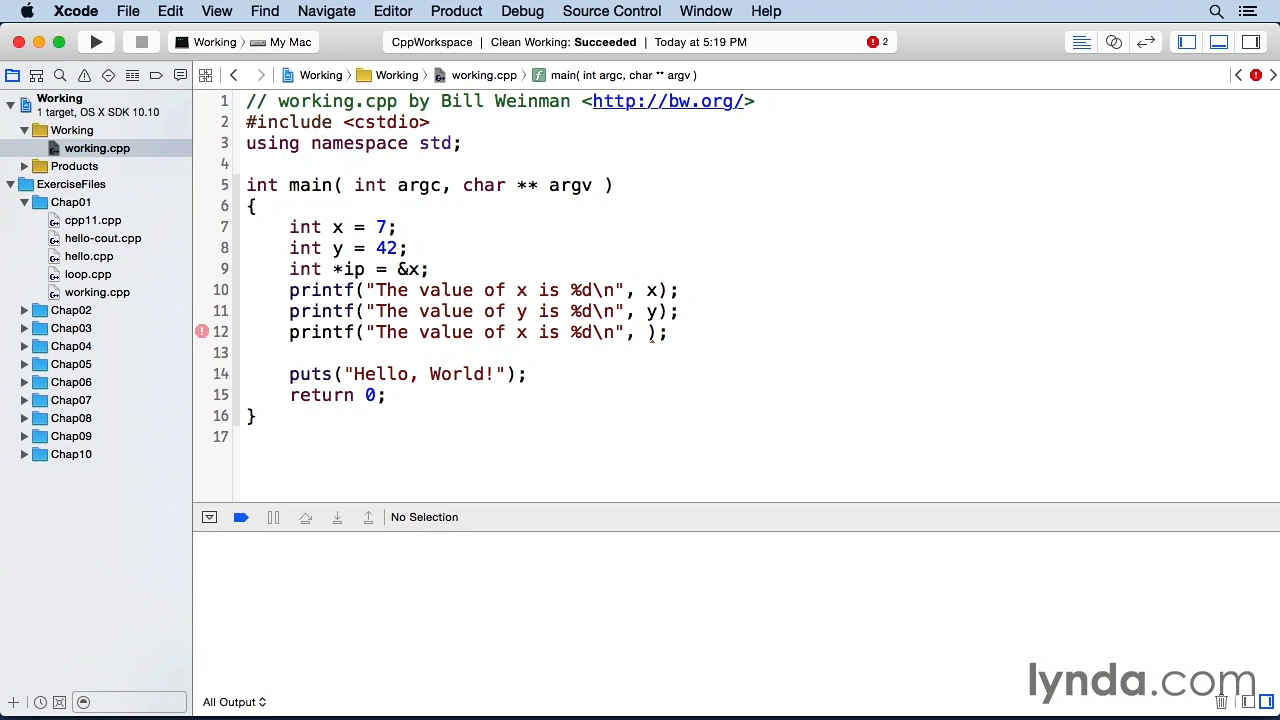 Xcode File Edit View Find Navigate Editor Product Debug Source Control Window Help
Working My Mac CppWorkspace | Clean Working: Succeeded | Today at 5:19 PM 2
Working Working working.cpp main( int argc, char ** argv )
Working
1 target, OS X SDK 10.10
Working
working.cpp
Products
ExerciseFiles
Chap01
cpp11.cpp
hello-cout.cpp
hello.cpp
loop.cpp
working.cpp
Chap02
Chap03
Chap04
Chap05
Chap06
Chap07
Chap08
Chap09
Chap10
1 // working.cpp by Bill Weinman <http://bw.org/>
2 #include <cstdio>
3 using namespace std;
4
5 int main( int argc, char ** argv )
6 {
7 int x = 7;
8 int y = 42;
9 int *ip = &x;
10 printf("The value of x is %d\n", x);
11 printf("The value of y is %d\n", y);
12 printf("The value of x is %d\n", );
13
14 puts("Hello, World!");
15 return 0;
16 }
17
No Selection
All Output
lynda.com